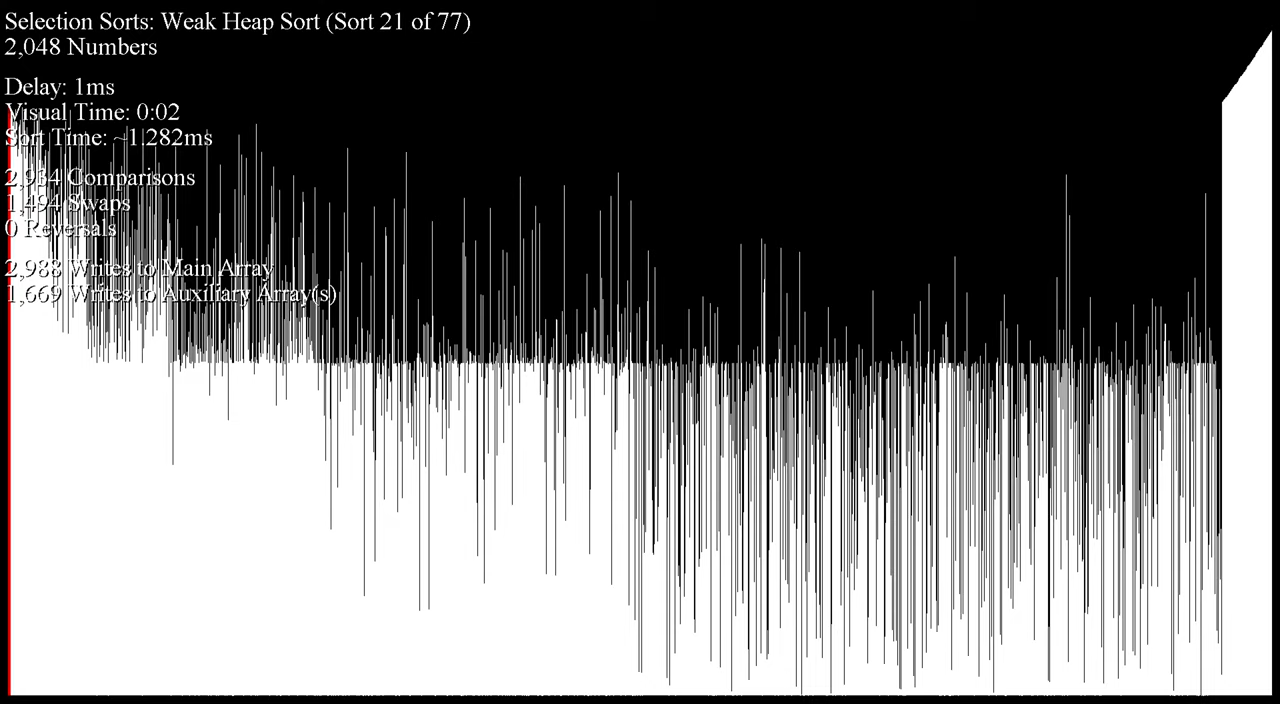 Selection Sorts: Weak Heap Sort (Sort 21 of 77)
2,048 Numbers
Delay: 1ms
Visual Time: 0:02
Sort Time: ~1.282ms
2,934 Comparisons
1,494 Swaps
0 Reversals
2,988 Writes to Main Array
1,669 Writes to Auxiliary Array(s)